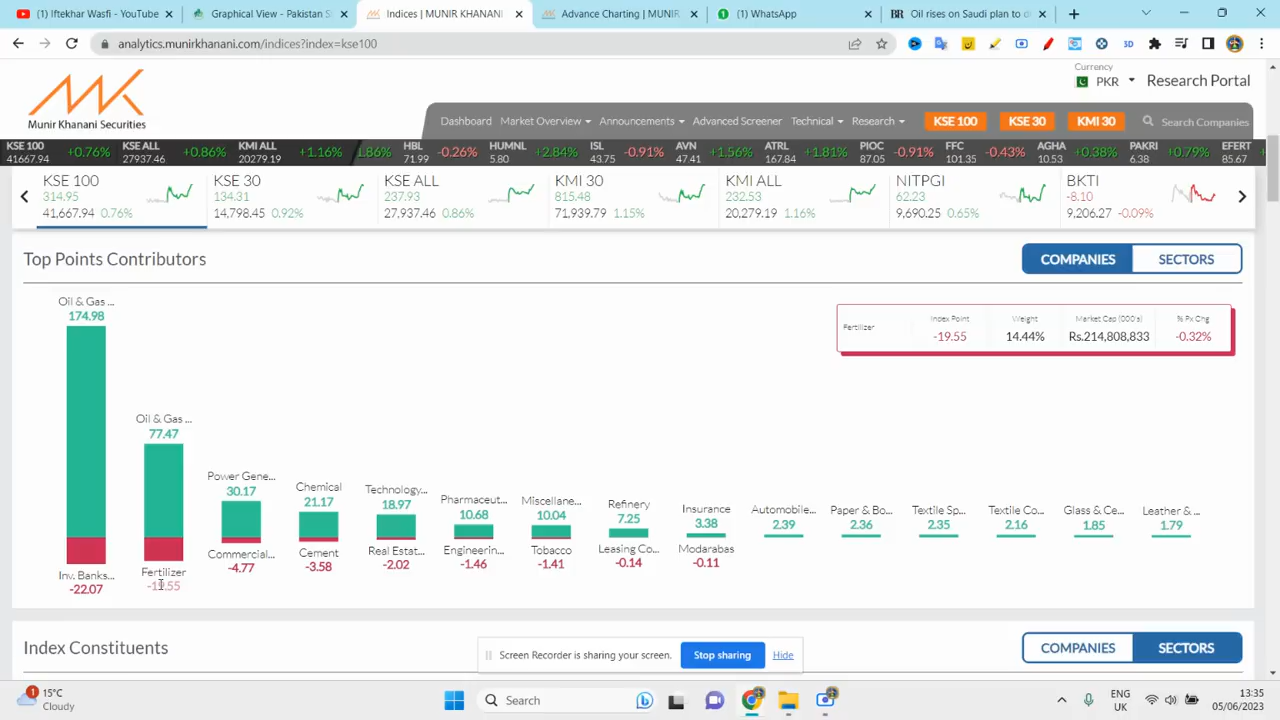 Iftekhar Wasfi - YouTube
Graphical View - Pakistan S
Indices | MUNIR KHANANI
Advance Charting | MUNIR
(1) WhatsApp
BR Oil rises on Saudi plan to d
analytics.munirkhanani.com/indices?index=kse100
Munir Khanani Securities
Currency
PKR
Research Portal
Dashboard Market Overview Announcements Advanced Screener Technical Research KSE 100 KSE 30 KMI 30 Search Companies
KSE 100 41667.94 +0.76%
KSE ALL 27937.46 +0.86%
KMI ALL 20279.19 +1.16%
1.86%
HBL 71.99 -0.26%
HUMNL 5.80 +2.84%
ISL 43.75 -0.91%
AVN 47.41 +1.56%
ATRL 167.84 +1.81%
PIOC 87.05 -0.91%
FFC 101.35 -0.43%
AGHA 10.53 +0.38%
PAKRI 6.38 +0.79%
EFERT 85.67
KSE 100
314.95
41,667.94 0.76%
KSE 30
134.31
14,798.45 0.92%
KSE ALL
237.93
27,937.46 0.86%
KMI 30
815.48
71,939.79 1.15%
KMI ALL
232.53
20,279.19 1.16%
NITPGI
62.23
9,690.25 0.65%
BKTI
-8.10
9,206.27 -0.09%
Top Points Contributors
COMPANIES SECTORS
Fertilizer
Index Point
-19.55
Weight
14.44%
Market Cap (000's)
Rs.214,808,833
% Px Chg
-0.32%
Oil & Gas ...
174.98
Inv. Banks...
-22.07
Oil & Gas ...
77.47
Fertilizer
-19.55
Power Gene...
30.17
Commercial...
-4.77
Chemical
21.17
Cement
-3.58
Technology...
18.97
Real Estat...
-2.02
Pharmaceut...
10.68
Engineerin...
-1.46
Miscellane...
10.04
Tobacco
-1.41
Refinery
7.25
Leasing Co...
-0.14
Insurance
3.38
Modarabas
-0.11
Automobile...
2.39
Paper & Bo...
2.36
Textile Sp...
2.35
Textile Co...
2.16
Glass & Ce...
1.85
Leather & ...
1.79
Index Constituents
COMPANIES SECTORS
Screen Recorder is sharing your screen. Stop sharing Hide
1
15°C
Cloudy
Search
ENG
UK
13:35
05/06/2023